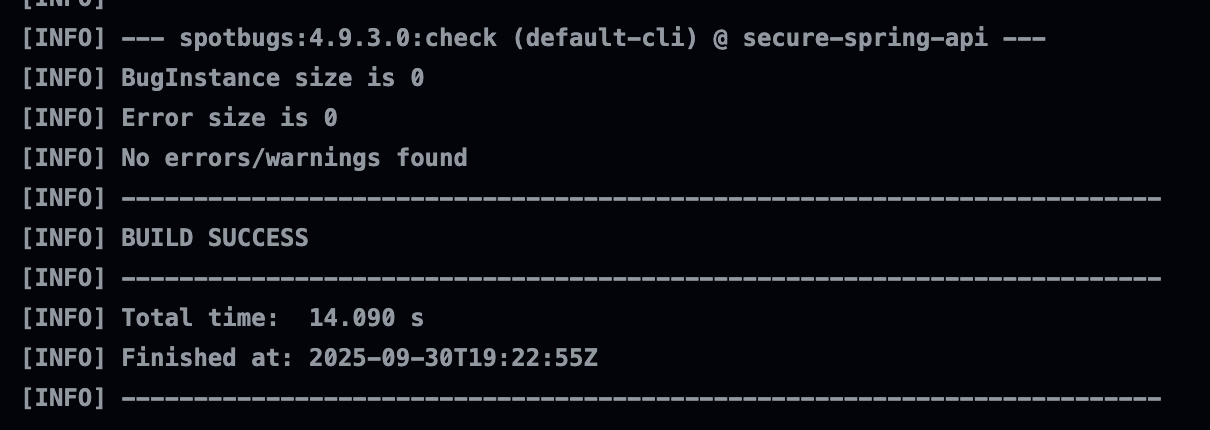 [INFO]
[INFO] --- spotbugs:4.9.3.0:check (default-cli) @ secure-spring-api ---
[INFO] BugInstance size is 0
[INFO] Error size is 0
[INFO] No errors/warnings found
[INFO] ------------------------------------------------------------------------
[INFO] BUILD SUCCESS
[INFO] ------------------------------------------------------------------------
[INFO] Total time:  14.090 s
[INFO] Finished at: 2025-09-30T19:22:55Z
[INFO] ------------------------------------------------------------------------